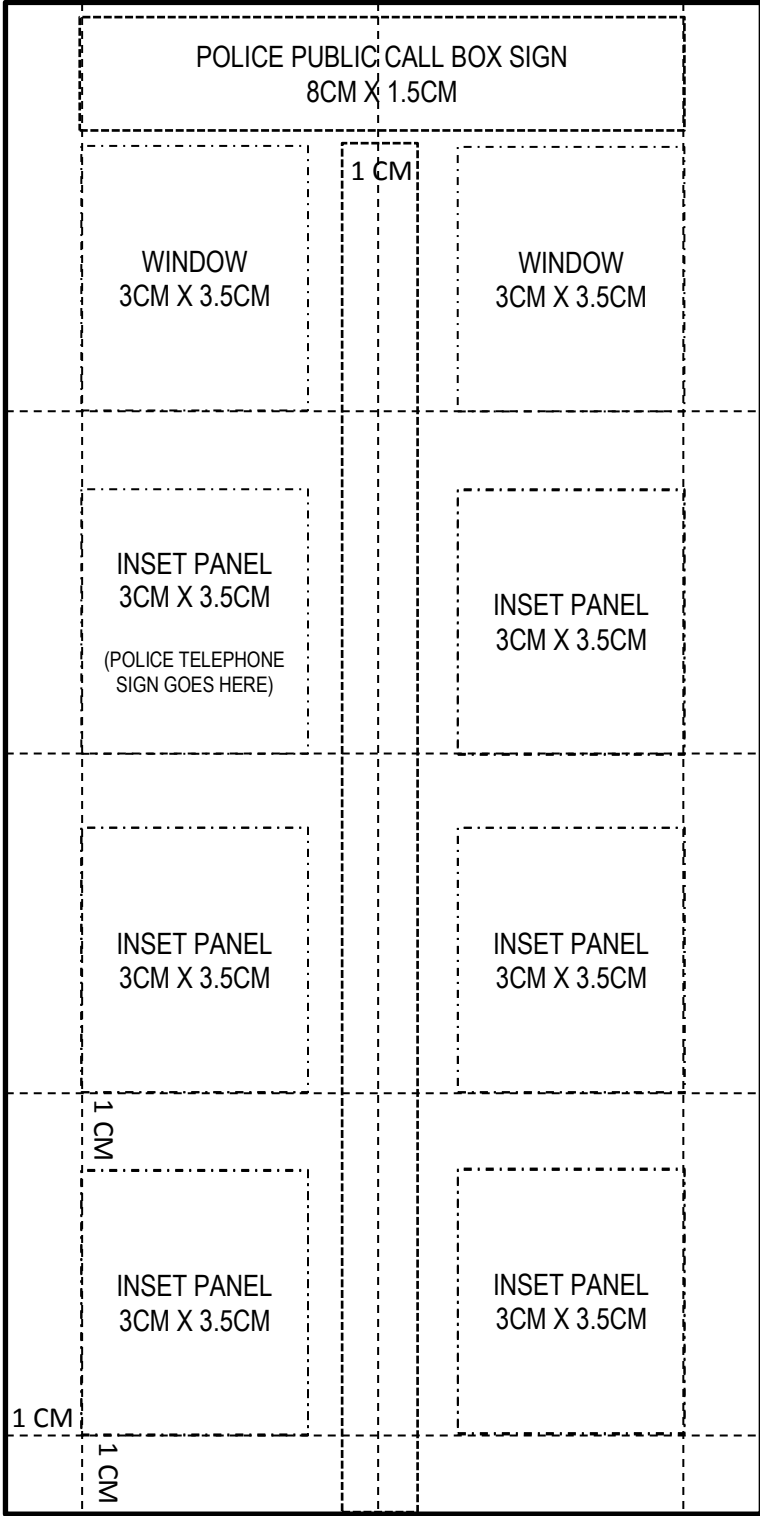 POLICE PUBLIC CALL BOX SIGN
8CM X 1.5CM
1 CM
WINDOW
3CM X 3.5CM
WINDOW
3CM X 3.5CM
INSET PANEL
3CM X 3.5CM
(POLICE TELEPHONE
SIGN GOES HERE)
INSET PANEL
3CM X 3.5CM
INSET PANEL
3CM X 3.5CM
INSET PANEL
3CM X 3.5CM
1 CM
INSET PANEL
3CM X 3.5CM
INSET PANEL
3CM X 3.5CM
1 CM
1 CM